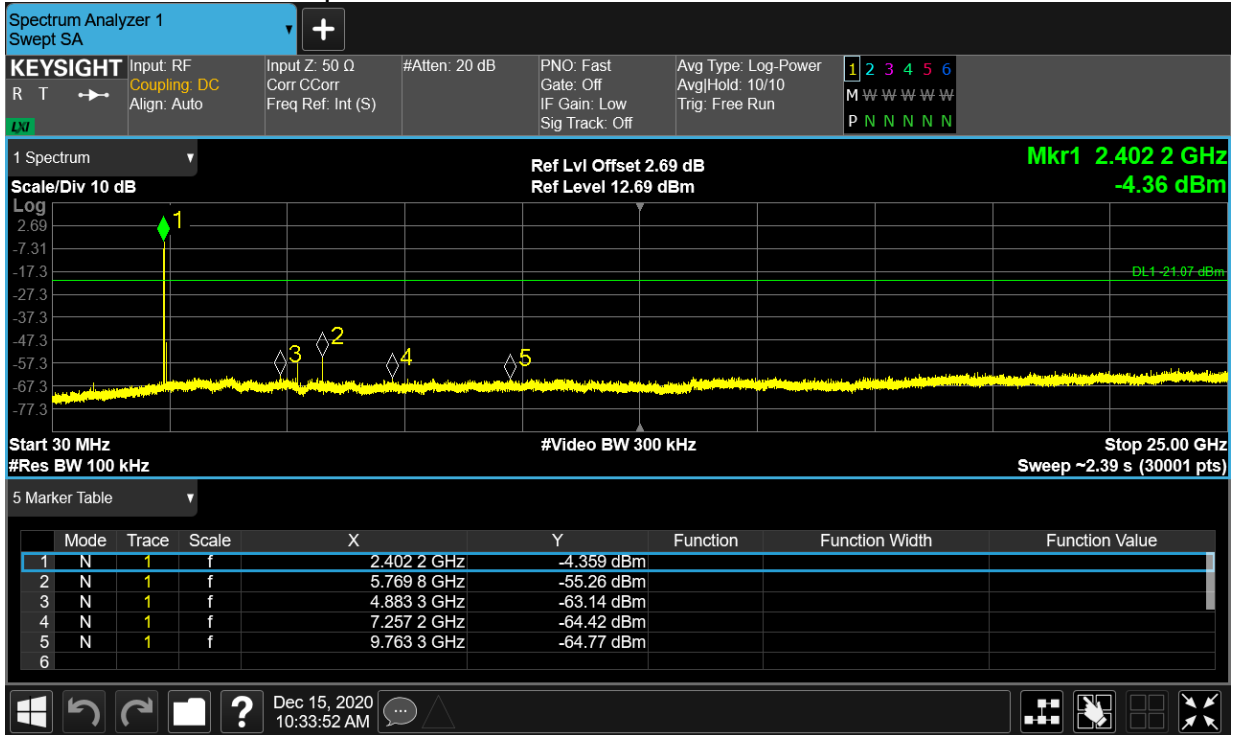 Spectrum Analyzer 1
Swept SA
▼
+
KEYSIGHT
R T
LXI
Input: RF
Coupling: DC
Align: Auto
Input Z: 50 Ω
Corr CCorr
Freq Ref: Int (S)
#Atten: 20 dB
PNO: Fast
Gate: Off
IF Gain: Low
Sig Track: Off
Avg Type: Log-Power
Avg|Hold: 10/10
Trig: Free Run
1 2 3 4 5 6
M W W W W W
P N N N N N
1 Spectrum ▼
Scale/Div 10 dB
Ref Lvl Offset 2.69 dB
Ref Level 12.69 dBm
Mkr1 2.402 2 GHz
-4.36 dBm
Log
2.69
-7.31
-17.3
-27.3
-37.3
-47.3
-57.3
-67.3
-77.3
1
DL1 -21.07 dBm
2
3
4
5
Start 30 MHz
#Res BW 100 kHz
#Video BW 300 kHz
Stop 25.00 GHz
Sweep ~2.39 s (30001 pts)
5 Marker Table ▼
Mode Trace Scale X Y Function Function Width Function Value
1 N 1 f 2.402 2 GHz -4.359 dBm
2 N 1 f 5.769 8 GHz -55.26 dBm
3 N 1 f 4.883 3 GHz -63.14 dBm
4 N 1 f 7.257 2 GHz -64.42 dBm
5 N 1 f 9.763 3 GHz -64.77 dBm
6
?
Dec 15, 2020
10:33:52 AM